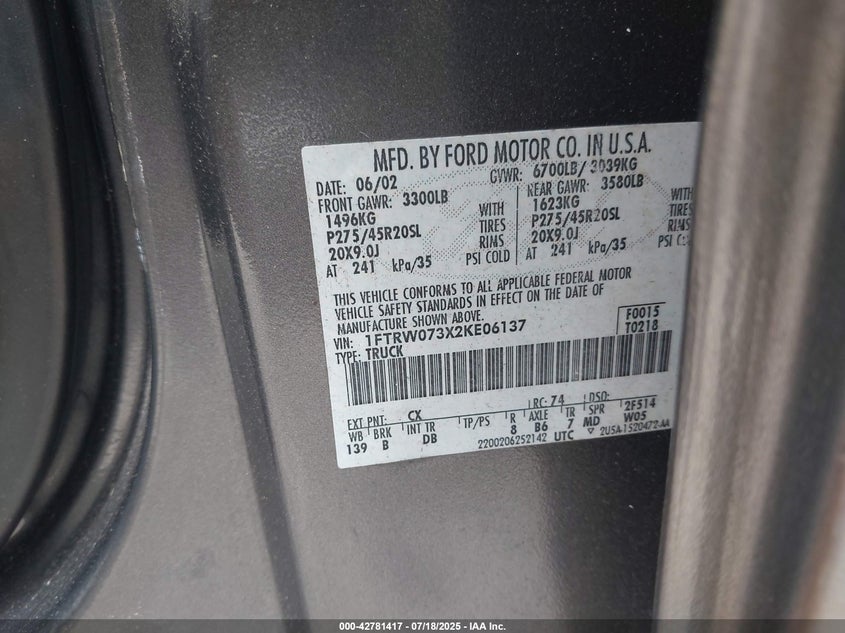 MFD. BY FORD MOTOR CO. IN U.S.A.
DATE: 06/02 GVWR: 6700LB/ 3039KG
FRONT GAWR: 3300LB REAR GAWR: 3580LB
1496KG WITH 1623KG WITH
P275/45R20SL TIRES P275/45R20SL TIRES
20X9.0J RIMS 20X9.0J RIMS
AT 241 kPa/35 PSI COLD AT 241 kPa/35 PSI
THIS VEHICLE CONFORMS TO ALL APPLICABLE FEDERAL MOTOR
VEHICLE SAFETY STANDARDS IN EFFECT ON THE DATE OF
MANUFACTURE SHOWN ABOVE.
VIN: 1FTRW073X2KE06137 F0015
TYPE: TRUCK T0218
EXT PNT: CX RC: 74 DSO:
WB BRK INT TR TP/PS R AXLE TR SPR 2F514
139 B DB 8 B6 7 MD W05
2200206252142 UTC ▽ 2USA-1520472-AA
000-42781417 / 07/18/2025 - IAA Inc.